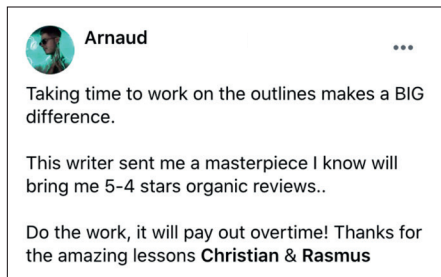 Arnaud
Taking time to work on the outlines makes a BIG
difference.
This writer sent me a masterpiece I know will
bring me 5-4 stars organic reviews..
Do the work, it will pay out overtime! Thanks for
the amazing lessons Christian & Rasmus